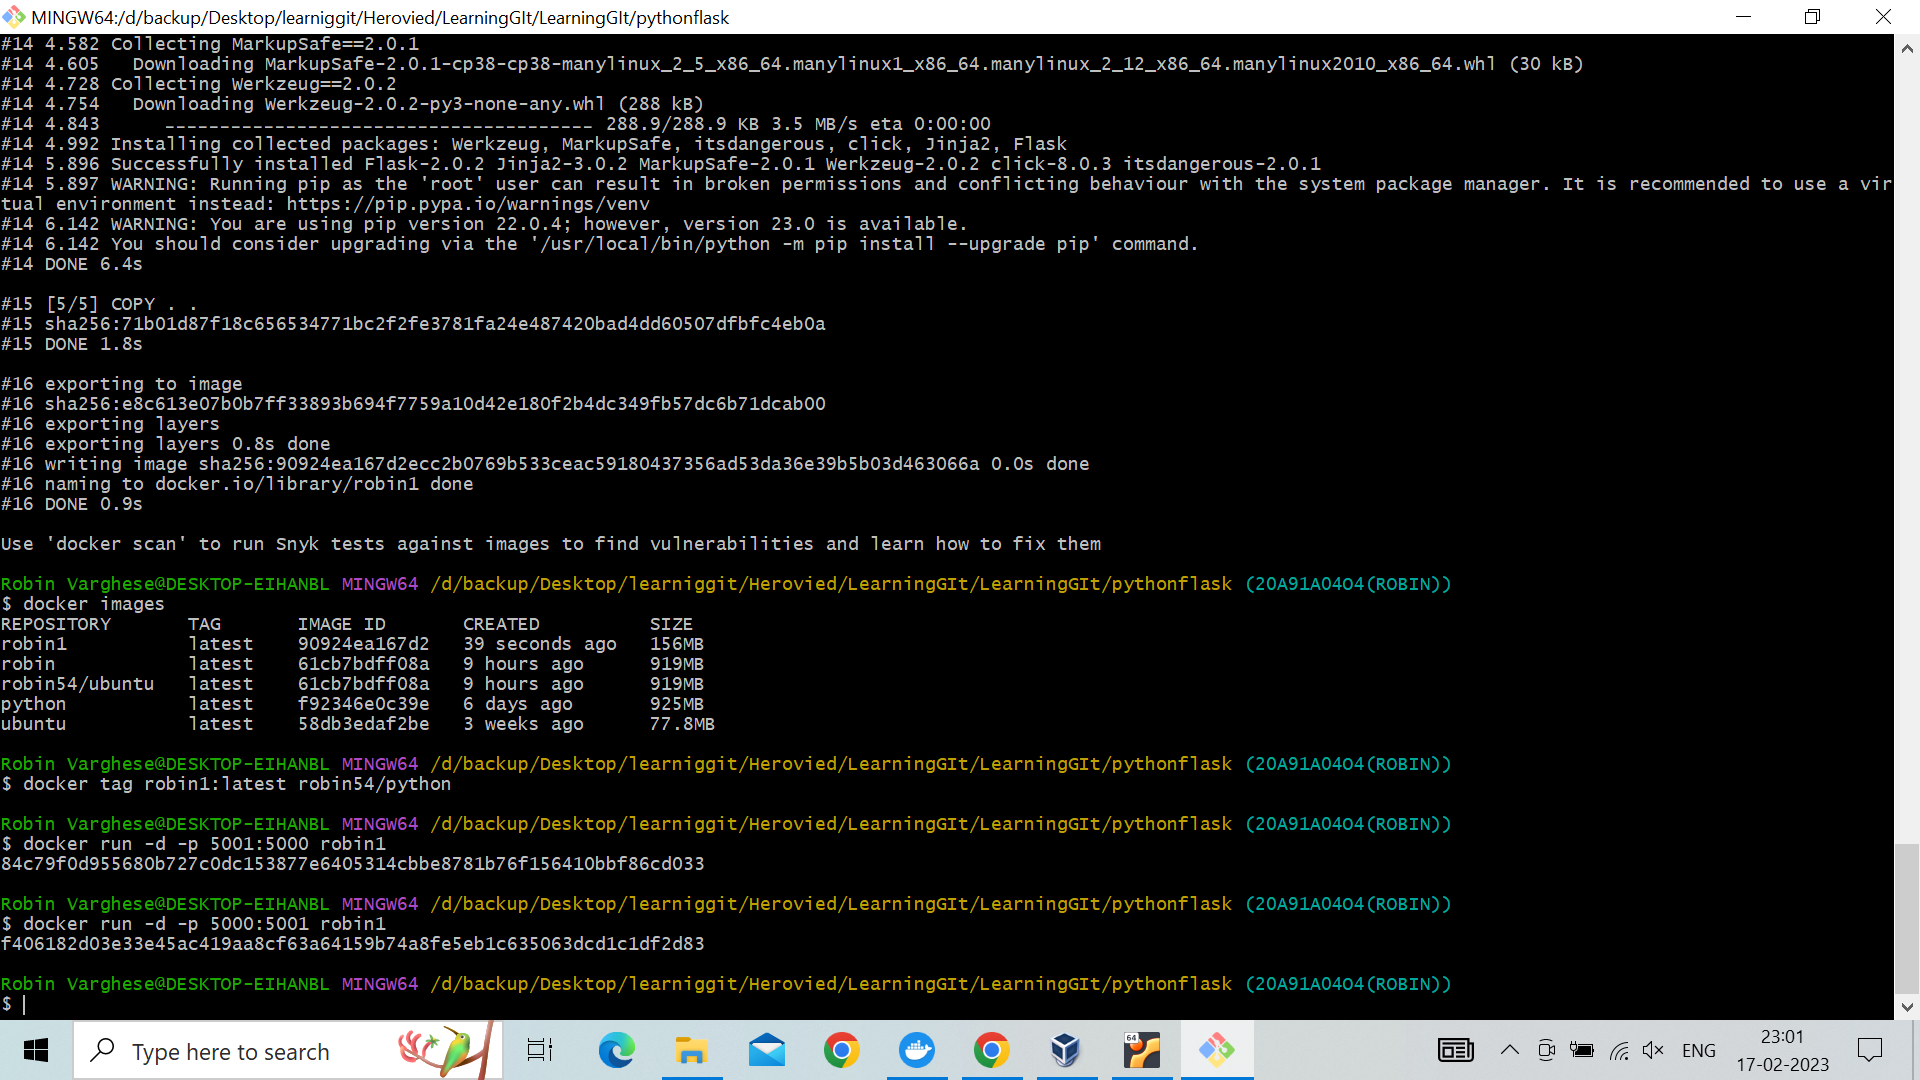 MINGW64:/d/backup/Desktop/learniggit/Herovied/LearningGIt/LearningGIt/pythonflask
#14 4.582 Collecting MarkupSafe==2.0.1
#14 4.605   Downloading MarkupSafe-2.0.1-cp38-cp38-manylinux_2_5_x86_64.manylinux1_x86_64.manylinux_2_12_x86_64.manylinux2010_x86_64.whl (30 kB)
#14 4.728 Collecting Werkzeug==2.0.2
#14 4.754   Downloading Werkzeug-2.0.2-py3-none-any.whl (288 kB)
#14 4.843      --------------------------------------- 288.9/288.9 KB 3.5 MB/s eta 0:00:00
#14 4.992 Installing collected packages: Werkzeug, MarkupSafe, itsdangerous, click, Jinja2, Flask
#14 5.896 Successfully installed Flask-2.0.2 Jinja2-3.0.2 MarkupSafe-2.0.1 Werkzeug-2.0.2 click-8.0.3 itsdangerous-2.0.1
#14 5.897 WARNING: Running pip as the 'root' user can result in broken permissions and conflicting behaviour with the system package manager. It is recommended to use a vir
tual environment instead: https://pip.pypa.io/warnings/venv
#14 6.142 WARNING: You are using pip version 22.0.4; however, version 23.0 is available.
#14 6.142 You should consider upgrading via the '/usr/local/bin/python -m pip install --upgrade pip' command.
#14 DONE 6.4s
#15 [5/5] COPY . .
#15 sha256:71b01d87f18c656534771bc2f2fe3781fa24e487420bad4dd60507dfbfc4eb0a
#15 DONE 1.8s
#16 exporting to image
#16 sha256:e8c613e07b0b7ff33893b694f7759a10d42e180f2b4dc349fb57dc6b71dcab00
#16 exporting layers
#16 exporting layers 0.8s done
#16 writing image sha256:90924ea167d2ecc2b0769b533ceac59180437356ad53da36e39b5b03d463066a 0.0s done
#16 naming to docker.io/library/robin1 done
#16 DONE 0.9s
Use 'docker scan' to run Snyk tests against images to find vulnerabilities and learn how to fix them
Robin Varghese@DESKTOP-EIHANBL MINGW64 /d/backup/Desktop/learniggit/Herovied/LearningGIt/LearningGIt/pythonflask (20A91A0404(ROBIN))
$ docker images
REPOSITORY       TAG       IMAGE ID       CREATED          SIZE
robin1           latest    90924ea167d2   39 seconds ago   156MB
robin            latest    61cb7bdff08a   9 hours ago      919MB
robin54/ubuntu   latest    61cb7bdff08a   9 hours ago      919MB
python           latest    f92346e0c39e   6 days ago       925MB
ubuntu           latest    58db3edaf2be   3 weeks ago      77.8MB
Robin Varghese@DESKTOP-EIHANBL MINGW64 /d/backup/Desktop/learniggit/Herovied/LearningGIt/LearningGIt/pythonflask (20A91A0404(ROBIN))
$ docker tag robin1:latest robin54/python
Robin Varghese@DESKTOP-EIHANBL MINGW64 /d/backup/Desktop/learniggit/Herovied/LearningGIt/LearningGIt/pythonflask (20A91A0404(ROBIN))
$ docker run -d -p 5001:5000 robin1
84c79f0d955680b727c0dc153877e6405314cbbe8781b76f156410bbf86cd033
Robin Varghese@DESKTOP-EIHANBL MINGW64 /d/backup/Desktop/learniggit/Herovied/LearningGIt/LearningGIt/pythonflask (20A91A0404(ROBIN))
$ docker run -d -p 5000:5001 robin1
f406182d03e33e45ac419aa8cf63a64159b74a8fe5eb1c635063dcd1c1df2d83
Robin Varghese@DESKTOP-EIHANBL MINGW64 /d/backup/Desktop/learniggit/Herovied/LearningGIt/LearningGIt/pythonflask (20A91A0404(ROBIN))
$
Type here to search
64
ENG
23:01
17-02-2023